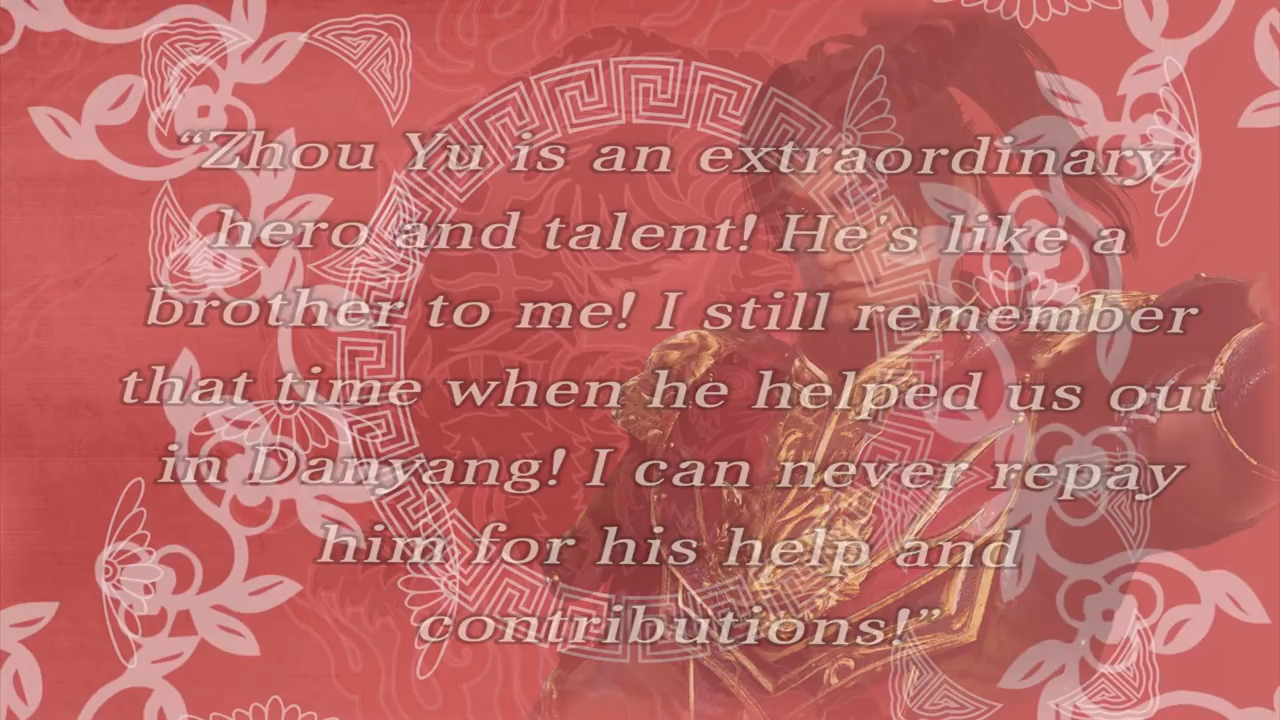 “Zhou Yu is an extraordinary
hero and talent! He's like a
brother to me! I still remember
that time when he helped us out
in Danyang! I can never repay
him for his help and
contributions!”